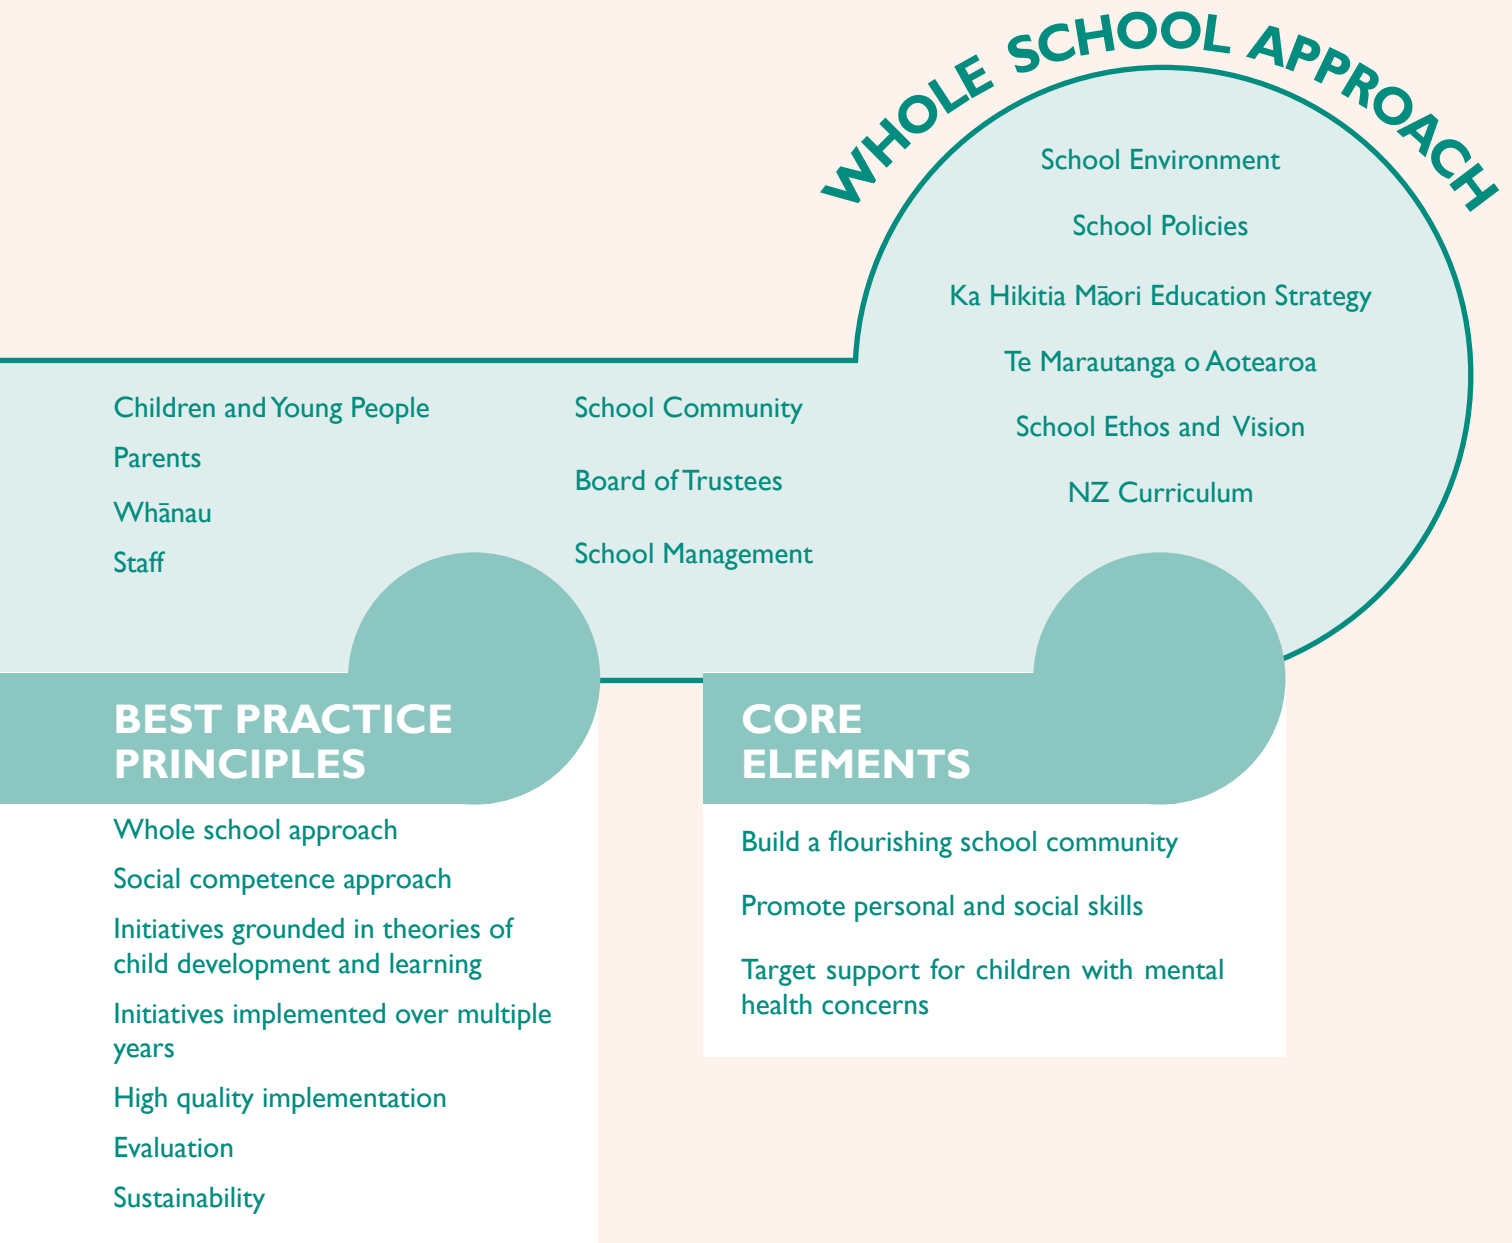 WHOLE SCHOOL APPROACH
School Environment
School Policies
Ka Hikitia Māori Education Strategy
Te Marautanga o Aotearoa
School Ethos and Vision
NZ Curriculum
Children and Young People
Parents
Whānau
Staff
School Community
Board of Trustees
School Management
BEST PRACTICE
PRINCIPLES
Whole school approach
Social competence approach
Initiatives grounded in theories of
child development and learning
Initiatives implemented over multiple
years
High quality implementation
Evaluation
Sustainability
CORE
ELEMENTS
Build a flourishing school community
Promote personal and social skills
Target support for children with mental
health concerns